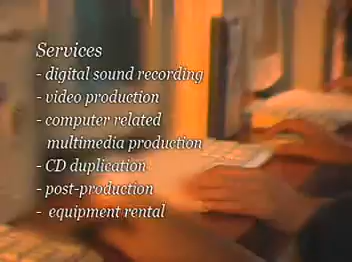 Services
- digital sound recording
- video production
- computer related
multimedia production
- CD duplication
- post-production
- equipment rental